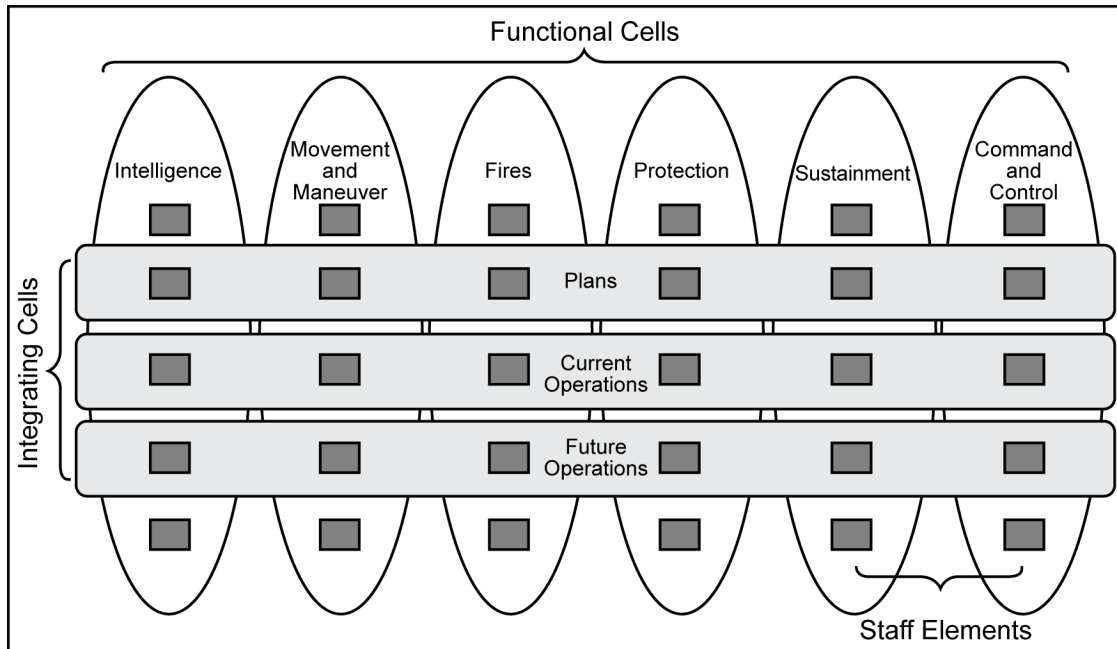 Functional Cells
Intelligence
Movement
and
Maneuver
Fires
Protection
Sustainment
Command
and
Control
Integrating Cells
Plans
Current
Operations
Future
Operations
Staff Elements